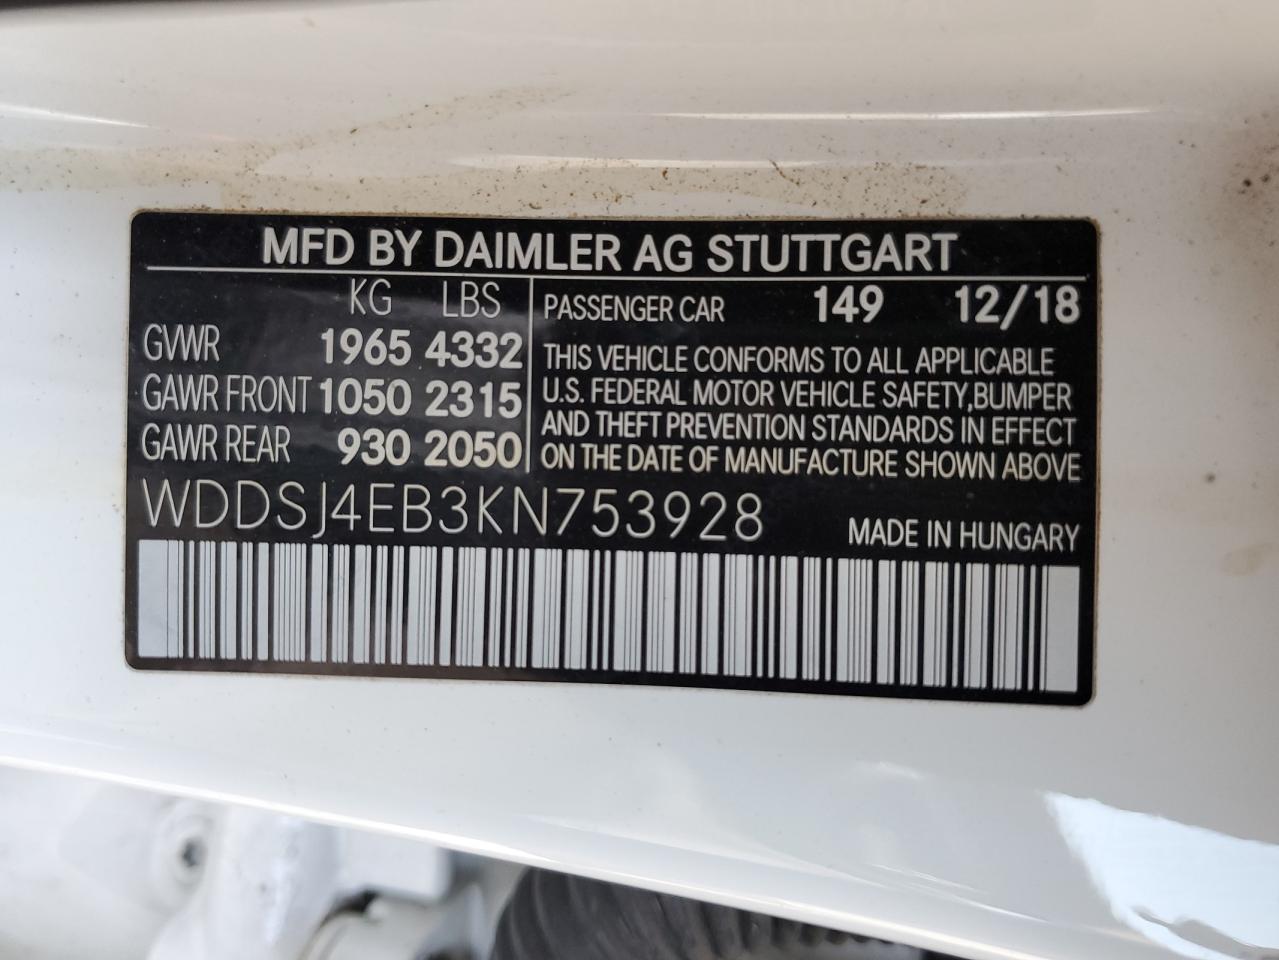 MFD BY DAIMLER AG STUTTGART
KG LBS
GVWR 1965 4332
GAWR FRONT 1050 2315
GAWR REAR 930 2050
PASSENGER CAR 149 12/18
THIS VEHICLE CONFORMS TO ALL APPLICABLE
U.S. FEDERAL MOTOR VEHICLE SAFETY,BUMPER
AND THEFT PREVENTION STANDARDS IN EFFECT
ON THE DATE OF MANUFACTURE SHOWN ABOVE
WDDSJ4EB3KN753928
MADE IN HUNGARY